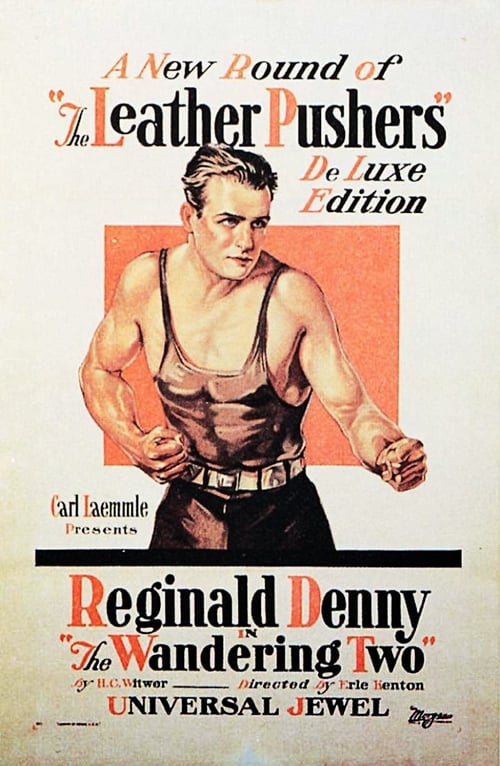 A New Round of
"The Leather Pushers"
De Luxe
Edition
Carl Laemmle
Presents
Reginald Denny
IN
"The Wandering Two"
By H.C. Witwer Directed By Erle Kenton
UNIVERSAL JEWEL
Morgan